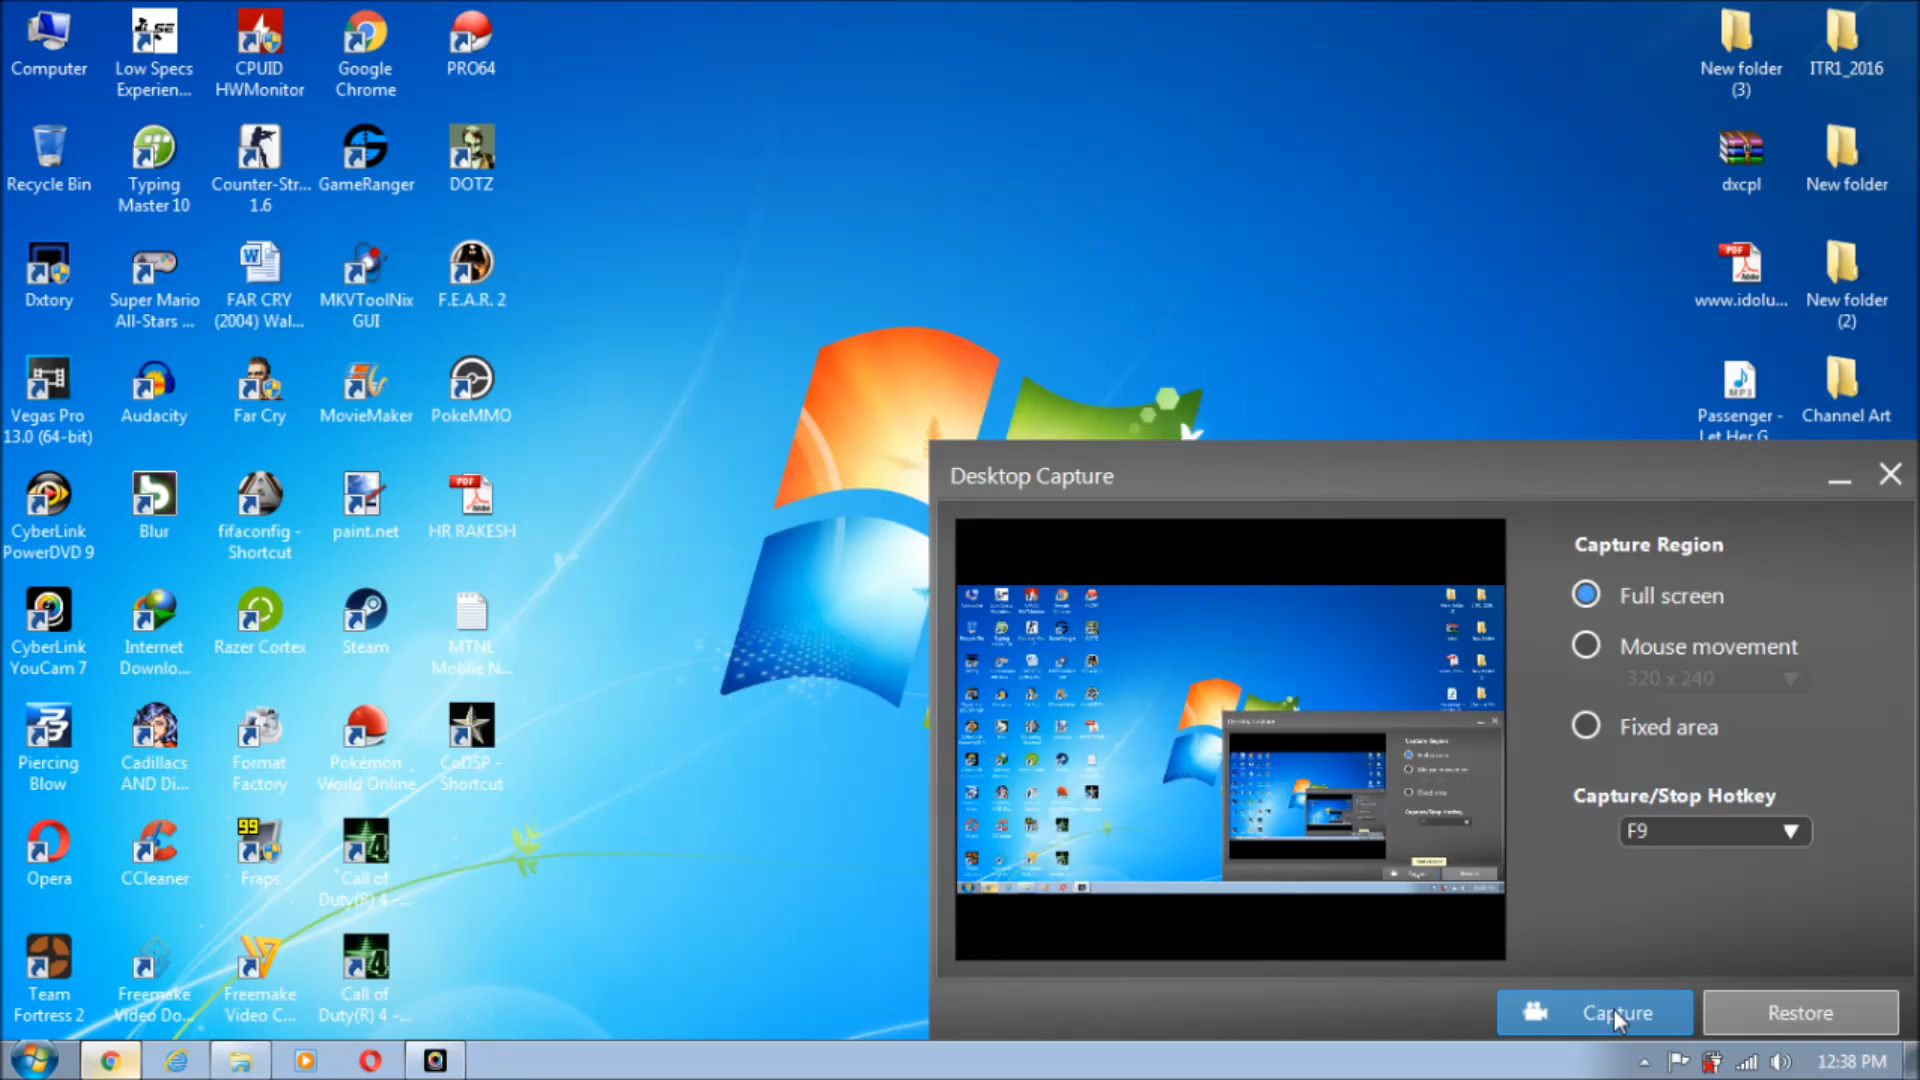 Computer
Low Specs
Experien...
CPUID
HWMonitor
Google
Chrome
PRO64
New folder
(3)
ITR1_2016
Recycle Bin
Typing
Master 10
Counter-Str...
1.6
GameRanger
DOTZ
dxcpl
New folder
Dxtory
Super Mario
All-Stars ...
FAR CRY
(2004) Wal...
MKVToolNix
GUI
F.E.A.R. 2
PDF
Adobe
www.idolu...
New folder
(2)
Vegas Pro
13.0 (64-bit)
Audacity
Far Cry
MovieMaker
PokeMMO
Passenger -
Let Her G
Channel Art
CyberLink
PowerDVD 9
Blur
fifaconfig -
Shortcut
paint.net
PDF
HR RAKESH
CyberLink
YouCam 7
Internet
Downlo...
Razer Cortex
Steam
MTNL
Moblie N...
Piercing
Blow
Cadillacs
AND Di...
Format
Factory
Pokémon
World Online
CoDSP -
Shortcut
Opera
CCleaner
99
Fraps
Call of
Duty(R) 4 -...
Team
Fortress 2
Freemake
Video Do...
Freemake
Video C...
Call of
Duty(R) 4 -...
Desktop Capture
Capture Region
Full screen
Mouse movement
320 x 240
Fixed area
Capture/Stop Hotkey
F9
Capture
Restore
12:38 PM